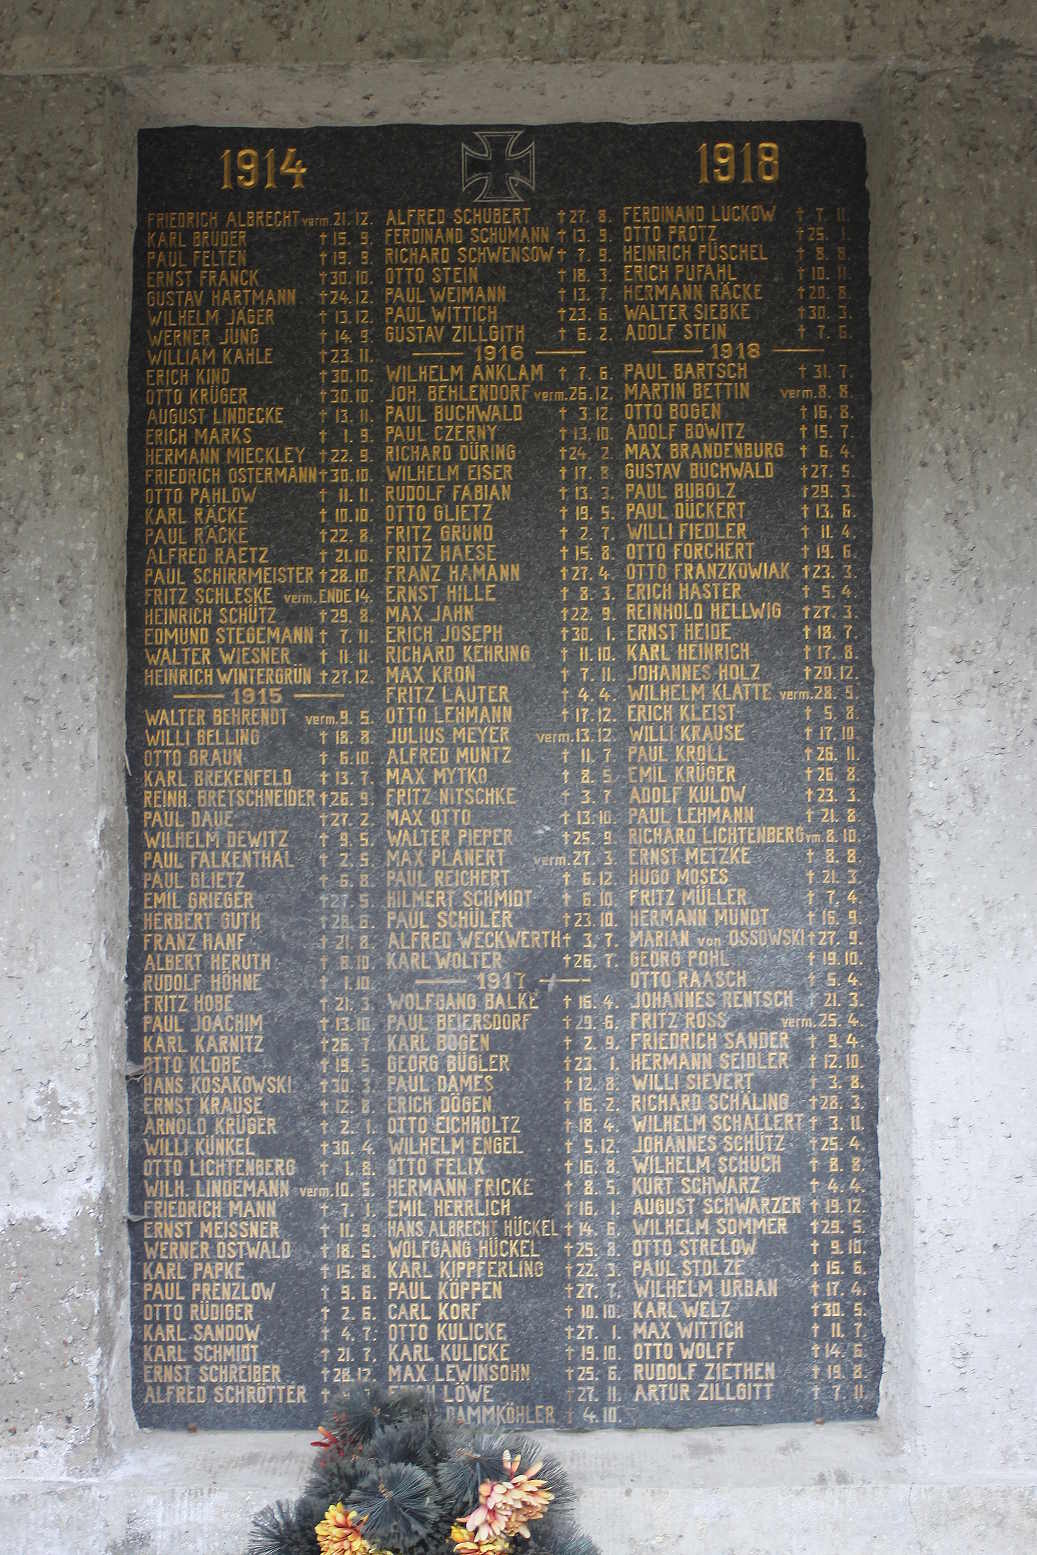 1914
1918
FRIEDRICH ALBRECHT verm. 21. 12.
KARL BRÜDER † 15. 9.
PAUL FELTEN † 19. 9.
ERNST FRANCK † 30. 10.
GUSTAV HARTMANN † 24. 12.
WILHELM JÄGER † 13. 12.
WERNER JUNG † 14. 9.
WILLIAM KAHLE † 23. 11.
ERICH KIND † 30. 10.
OTTO KRÜGER † 30. 10.
AUGUST LINDECKE † 13. 11.
ERICH MARKS † 1. 9.
HERMANN MIECKLEY † 30. 9.
FRIEDRICH OSTERMANN † 30. 10.
OTTO PAHLOW † 11. 11.
KARL RÄCKE † 10. 10.
PAUL RÄCKE † 22. 8.
ALFRED RAETZ † 21. 10.
PAUL SCHIRRMEISTER † 28. 10.
FRITZ SCHLESKE verm. ENDE 14.
HEINRICH SCHÜTZ † 29. 8.
EDMUND STEGEMANN † 7. 11.
WALTER WIESNER † 11. 11.
HEINRICH WINTERGRÜN † 27. 10.
1915
WALTER BEHRENDT verm. 9. 5.
WILLI BELLING † 18. 8.
OTTO BRAUN † 6. 10.
KARL BREKENFELD † 13. 7.
REINH. BRETSCHNEIDER † 26. 9.
PAUL DAUE † 27. 2.
WILHELM DEWITZ † 9. 5.
PAUL FALKENTHAL † 2. 5.
PAUL GLIETZ † 6. 8.
EMIL GRIEGER † 27. 5.
HERBERT GUTH † 28. 6.
FRANZ HANF † 21. 8.
ALBERT HERUTH † 8. 10.
RUDOLF HÖHNE † 1. 10.
FRITZ HOBE † 21. 3.
PAUL JOACHIM † 13. 10.
KARL KARNITZ † 26. 7.
OTTO KLOBE † 19. 5.
HANS KOSAKOWSKI † 30. 3.
ERNST KRAUSE † 12. 8.
ARNOLD KRÜGER † 2. 1.
WILLI KÜNKEL † 30. 4.
OTTO LICHTENBERG † 1. 8.
WILH. LINDEMANN verm. 10. 5.
FRIEDRICH MANN † 7. 1.
ERNST MEISSNER † 11. 9.
WERNER OSTWALD † 18. 5.
KARL PAPKE † 15. 8.
PAUL PRENZLOW † 9. 6.
OTTO RÜDIGER † 2. 6.
KARL SANDOW † 4. 7.
KARL SCHMIDT † 21. 7.
ERNST SCHREIBER † 12. 6.
ALFRED SCHRÖTTER † 28. 12.
ALFRED SCHUBERT † 27. 8.
FERDINAND SCHUMANN † 13. 9.
RICHARD SCHWENSOW † 7. 9.
OTTO STEIN † 18. 3.
PAUL WEIMANN † 13. 7.
PAUL WITTICH † 23. 6.
GUSTAV ZILLGITH † 6. 2.
1916
WILHELM ANKLAM † 7. 6.
JOH. BEHLENDORF verm. 26. 12.
PAUL BUCHWALD † 3. 12.
PAUL CZERNY † 13. 10.
RICHARD DÜRING † 24. 2.
WILHELM EISER † 11. 8.
RUDOLF FABIAN † 13. 3.
OTTO GLIETZ † 19. 5.
FRITZ GRUND † 2. 7.
FRITZ HAESE † 15. 8.
FRANZ HAMANN † 27. 4.
ERNST HILLE † 8. 3.
MAX JAHN † 22. 9.
ERICH JOSEPH † 30. 1.
RICHARD KEHRING † 11. 10.
KARL KRON † 7. 11.
FRITZ LAUTER † 4. 4.
OTTO LEHMANN † 17. 12.
JULIUS MEYER verm. 13. 12.
ALFRED MUNTZ † 1. 7.
MAX MYTKO † 8. 5.
FRITZ NITSCHKE † 3. 7.
MAX OTTO † 13. 10.
WALTER PIEFER † 25. 9.
MAX PLANERT verm. 27. 3.
PAUL REICHERT † 6. 12.
HILMERT SCHMIDT † 6. 10.
PAUL SCHÜLER † 23. 10.
ALFRED WECKWERTH † 3. 7.
KARL WOLTER † 26. 7.
1917
WOLFGANG BALKE † 16. 4.
PAUL BEIERSDORF † 29. 6.
KARL BOGEN † 2. 9.
GEORG BÜGLER † 23. 1.
PAUL DAMES † 12. 8.
ERICH DÖGEN † 16. 2.
OTTO EICHHOLTZ † 18. 4.
WILHELM ENGEL † 5. 12.
OTTO FELIX † 16. 8.
HERMANN FRICKE † 8. 5.
EMIL HERRLICH † 16. 1.
HANS ALBRECHT HÜCKEL † 14. 6.
WOLFGANG HÜCKEL † 25. 8.
KARL KIPFERLING † 22. 3.
PAUL KÖPPEN † 27. 7.
CARL KORF † 10. 10.
OTTO KULICKE † 27. 1.
KARL KULICKE † 19. 10.
MAX LEWINSOHN † 25. 6.
LÖWE † 27. 11.
DAMMKÖHLER † 4. 10.
FERDINAND LUCKOW † 7. 11.
OTTO PROTZ † 25. 1.
HEINRICH PÜSCHEL † 8. 8.
ERICH PUFAHL † 10. 11.
HERMANN RÄCKE † 20. 8.
WALTER SIEBKE † 30. 3.
ADOLF STEIN † 7. 6.
1918
PAUL BARTSCH † 31. 7.
MARTIN BETTE verm. 8. 8.
OTTO BOGEN † 16. 8.
ADOLF BOWITZ † 15. 7.
MAX BRANDENBURG † 6. 4.
GUSTAV BUCHWALD † 27. 5.
PAUL BUBOLZ † 29. 3.
PAUL DUCKERT † 13. 6.
WILLI FIEDLER † 11. 4.
OTTO FORCHERT † 19. 6.
OTTO FRANZKOWIAK † 23. 3.
ERICH HASTER † 5. 4.
REINHOLD HELLWIG † 27. 3.
ERNST HEIDE † 18. 7.
KARL HEINRICH † 17. 8.
JOHANNES HOLZ † 20. 8.
WILHELM KLATTE verm. 28. 8.
ERICH KLEIST † 5. 8.
WILLI KRAUSE † 17. 10.
PAUL KROLL † 26. 11.
EMIL KRÜGER † 26. 8.
ADOLF KULOW † 23. 3.
PAUL LEHMANN † 21. 8.
RICHARD LICHTENBERG vm. 8. 10.
ERNST METZKE † 8. 8.
HUGO MOSES † 21. 3.
FRITZ MÜLLER † 7. 4.
HERMANN MUNDT † 16. 9.
MARIAN von OSSOWSKI † 27. 9.
GEORG POHL † 19. 10.
OTTO RAASCH † 5. 4.
JOHANNES RENTSCH † 21. 3.
FRITZ ROSS verm. 25. 4.
FRIEDRICH SANDER † 9. 4.
HERMANN SEIDLER † 12. 10.
WILLI SIEVERT † 3. 8.
RICHARD SCHÄLING † 28. 3.
WILHELM SCHALLERT † 3. 11.
JOHANNES SCHÜTZ † 25. 4.
WILHELM SCHUCH † 8. 8.
KURT SCHWARZ † 4. 4.
AUGUST SCHWARZER † 19. 12.
WILHELM SOMMER † 29. 5.
OTTO STRELOW † 9. 10.
PAUL STOLZE † 15. 6.
WILHELM URBAN † 17. 4.
KARL WELZ † 30. 8.
MAX WITTICH † 11. 7.
OTTO WOLFF † 14. 6.
RUDOLF ZIETHEN † 1. 8.
ARTUR ZILLGITT † 7. 11.